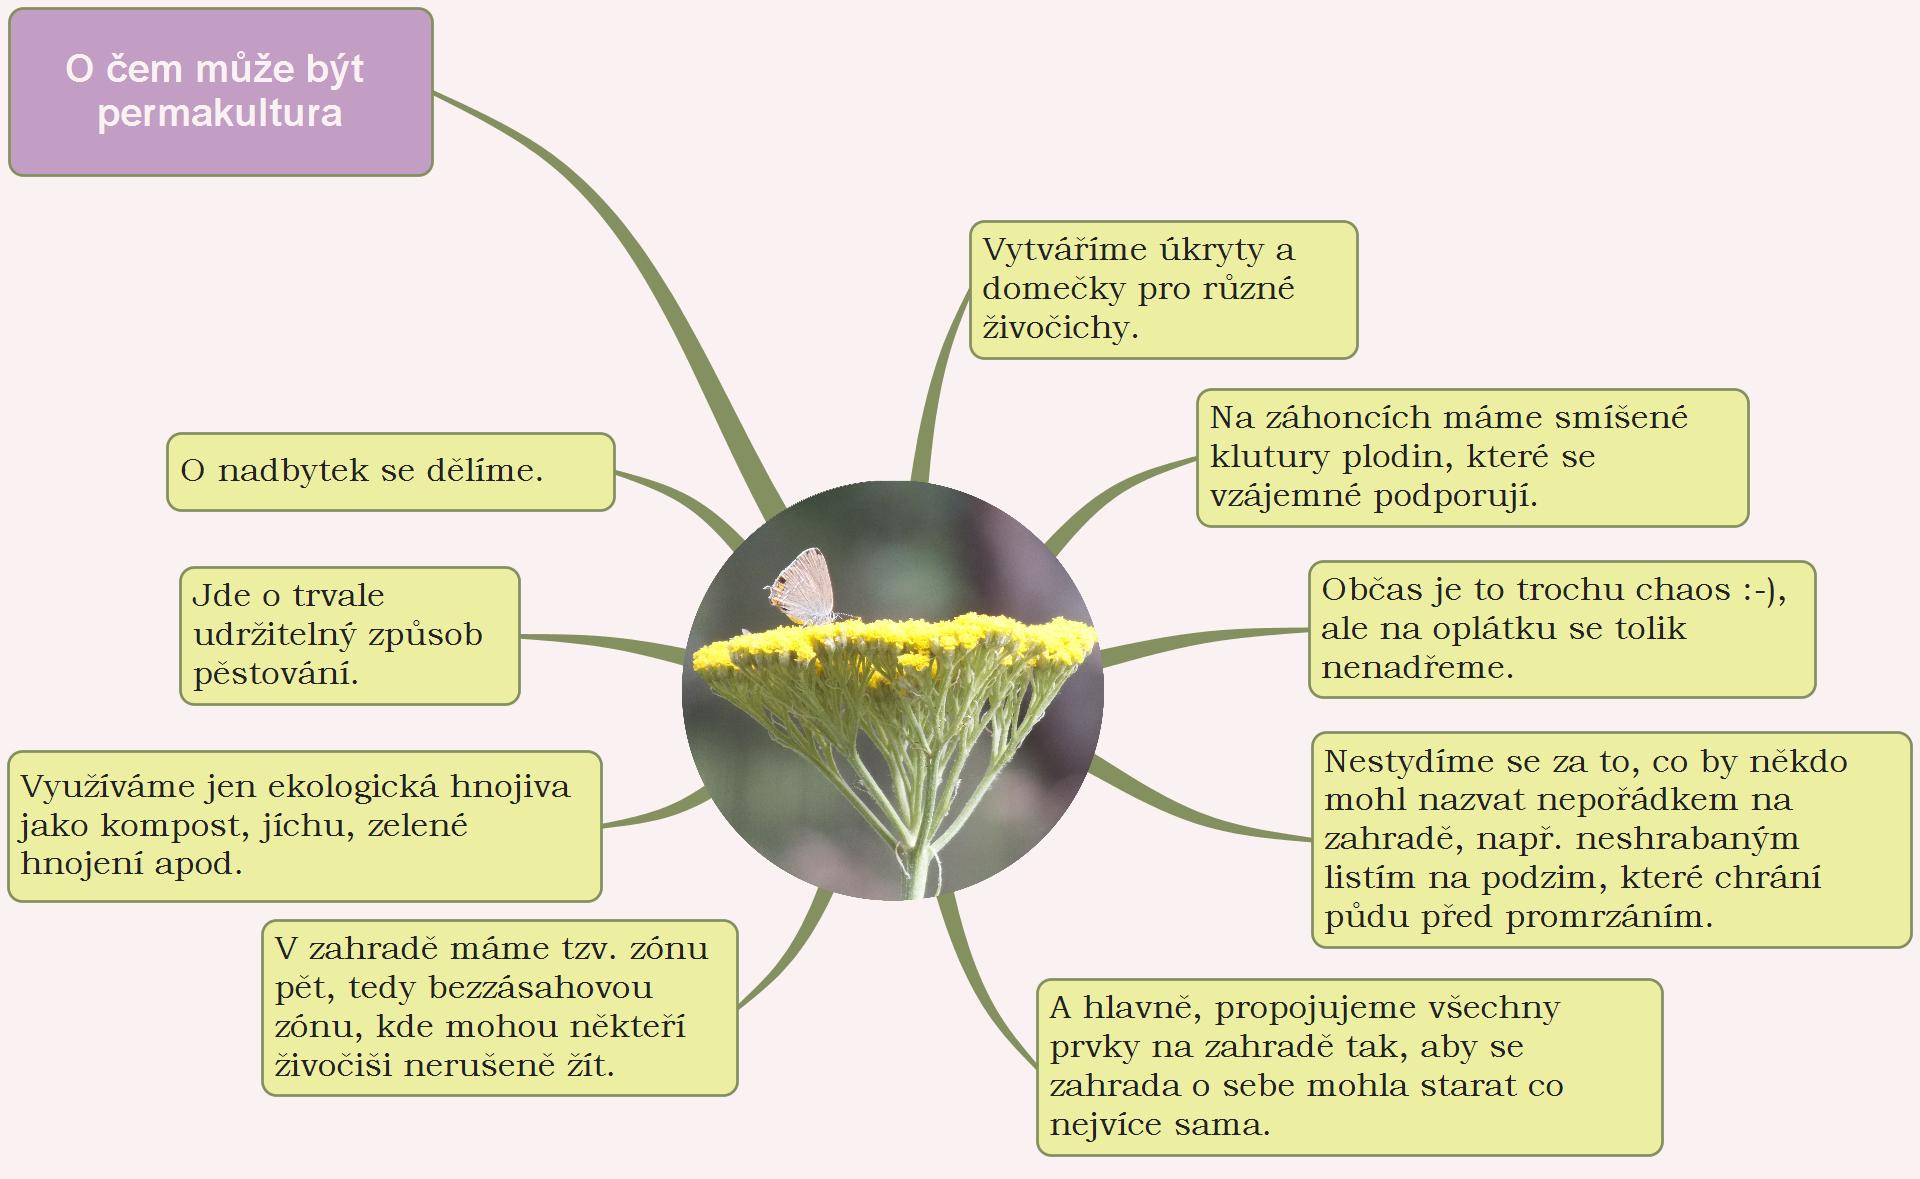 O čem může být
permakultura
Vytváříme úkryty a
domečky pro různé
živočichy.
Na záhoncích máme smíšené
klutury plodin, které se
vzájemné podporují.
Občas je to trochu chaos :-),
ale na oplátku se tolik
nenadřeme.
Nestydíme se za to, co by někdo
mohl nazvat nepořádkem na
zahradě, např. neshrabaným
listím na podzim, které chrání
půdu před promrzáním.
A hlavně, propojujeme všechny
prvky na zahradě tak, aby se
zahrada o sebe mohla starat co
nejvíce sama.
V zahradě máme tzv. zónu
pět, tedy bezzásahovou
zónu, kde mohou někteří
živočiši nerušeně žít.
Využíváme jen ekologická hnojiva
jako kompost, jíchu, zelené
hnojení apod.
Jde o trvale
udržitelný způsob
pěstování.
O nadbytek se dělíme.